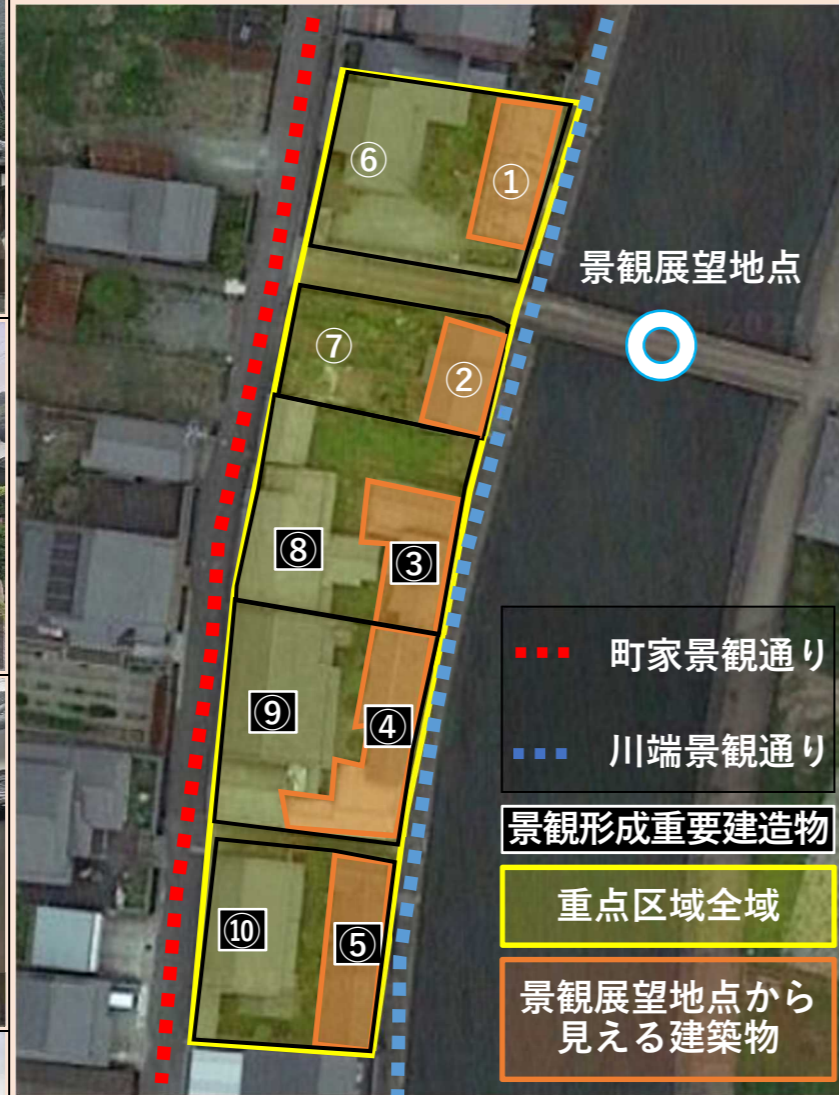 ⑥
①
景観展望地点
⑦
②
⑧
③
⑨
④
⑩
⑤
町家景観通り
川端景観通り
景観形成重要建造物
重点区域全域
景観展望地点から
見える建築物